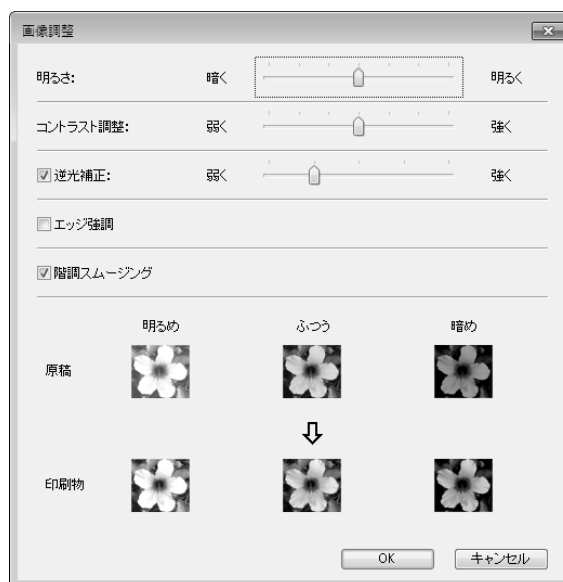 画像調整
明るさ: 暗く 明るく
コントラスト調整: 弱く 強く
逆光補正: 弱く 強く
エッジ強調
階調スムージング
明るめ ふつう 暗め
原稿
印刷物
OK キャンセル